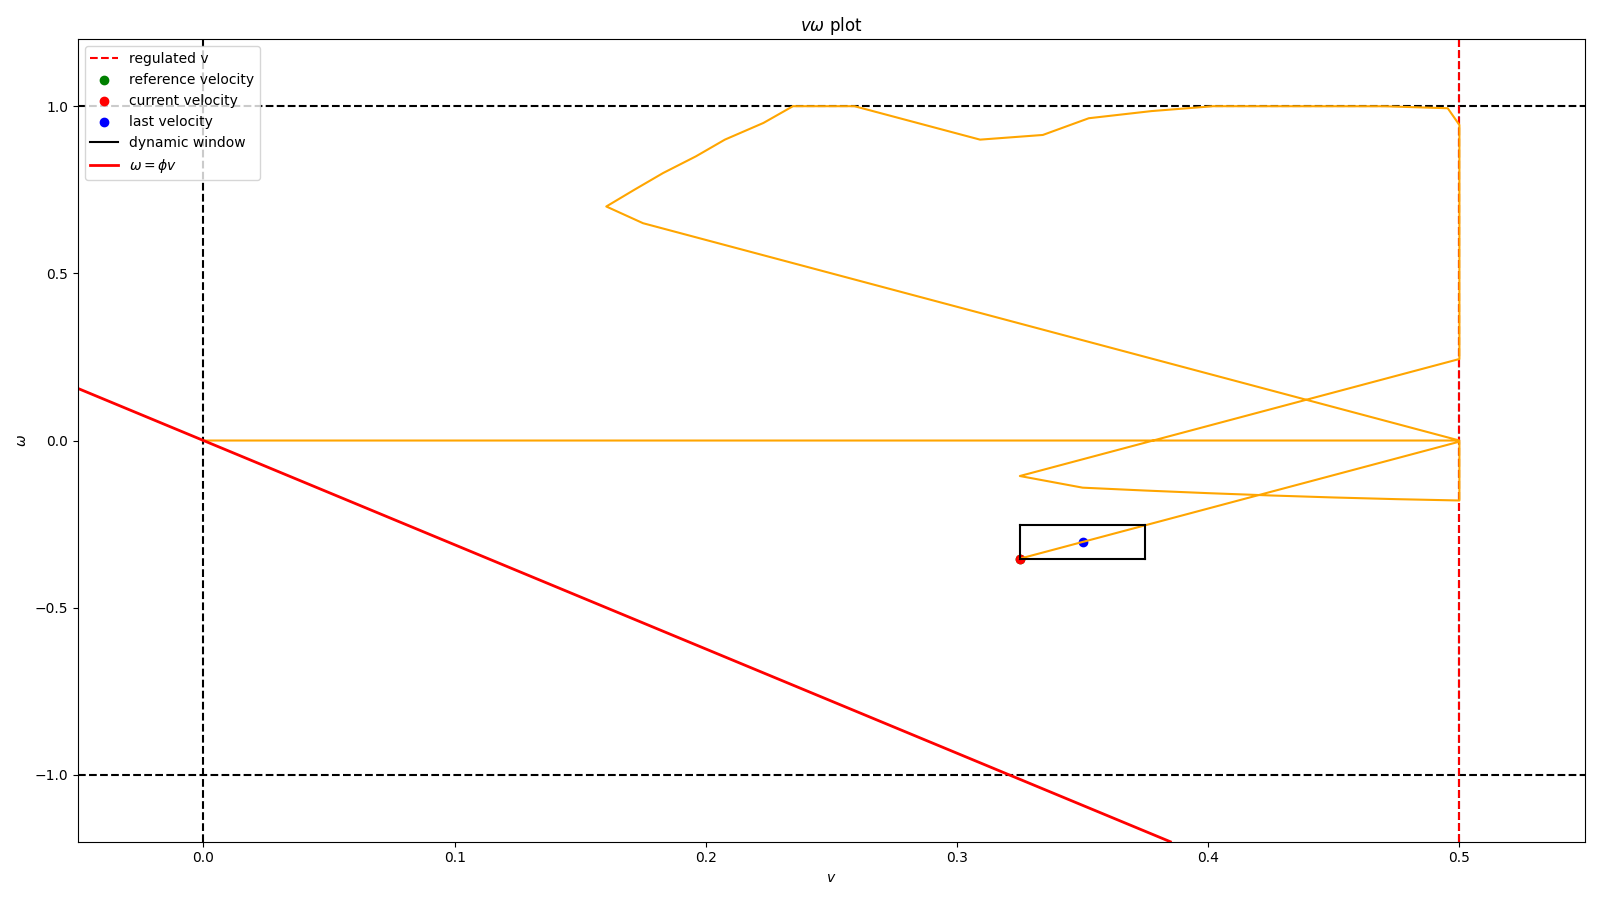 vω plot
regulated v
reference velocity
current velocity
last velocity
dynamic window
ω = ϕv
1.0
0.5
0.0
−0.5
−1.0
ω
0.0 0.1 0.2 0.3 0.4 0.5
v